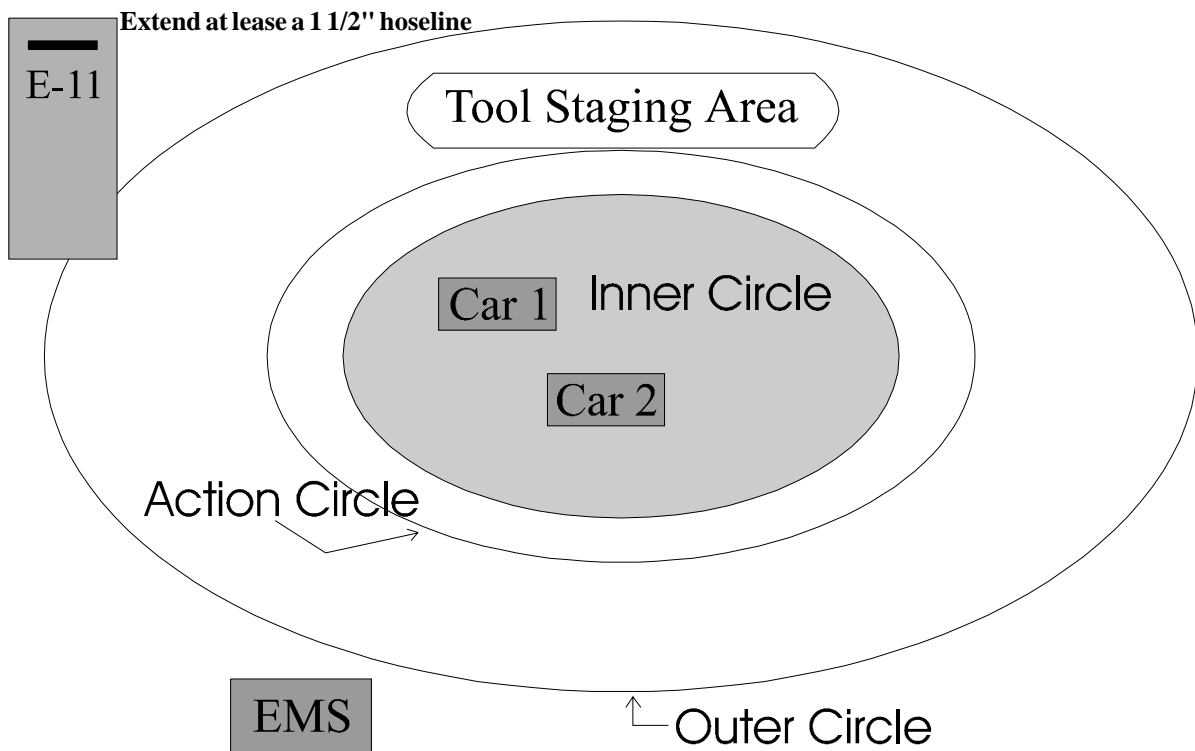 Extend at lease a 1 1/2" hoseline
E-11
Tool Staging Area
Inner Circle
Car 1
Car 2
Action Circle
EMS
Outer Circle